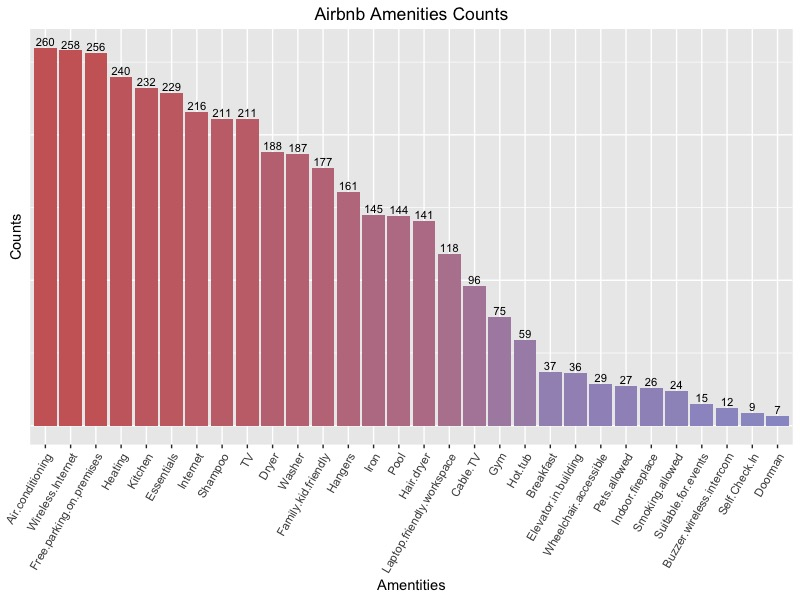 Airbnb Amenities Counts
260
258
256
240
232
229
216
211
211
188
187
177
161
145
144
141
118
96
75
59
37
36
29
27
26
24
15
12
9
7
Counts
Air.conditioning
Wireless.Internet
Free.parking.on.premises
Heating
Kitchen
Essentials
Internet
Shampoo
TV
Dryer
Washer
Family.kid.friendly
Hangers
Iron
Pool
Hair.dryer
Laptop.friendly.workspace
Cable.TV
Gym
Hot.tub
Breakfast
Elevator.in.building
Wheelchair.accessible
Pets.allowed
Indoor.fireplace
Smoking.allowed
Suitable.for.events
Buzzer.wireless.intercom
Self.Check.In
Doorman
Amentities